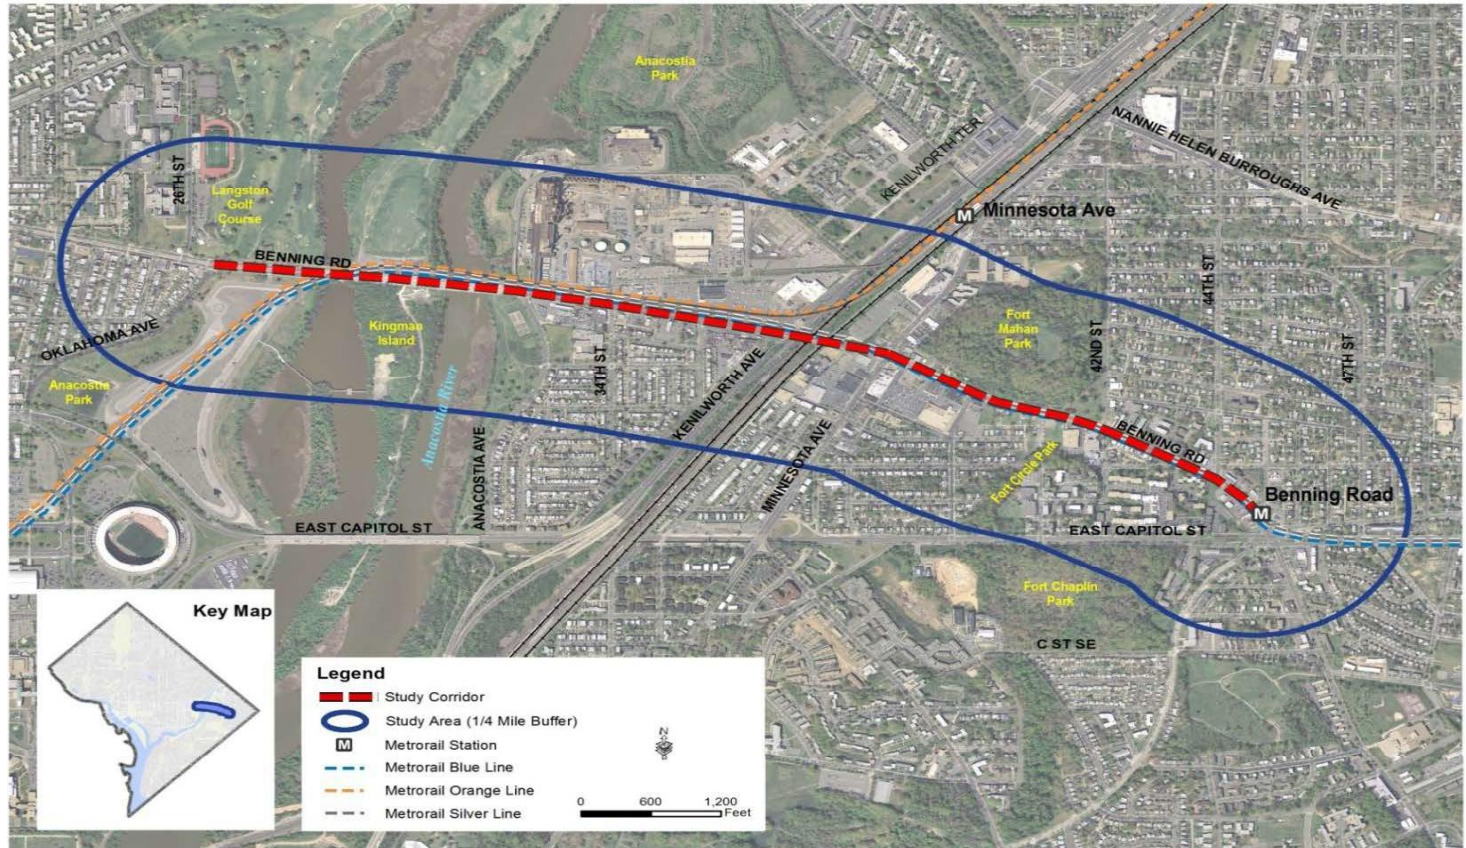 Anacostia
Park
NANNIE HELEN BURROUGHS AVE
KENILWORTH TER
26TH ST
Langston
Golf
Course
Minnesota Ave
M
BENNING RD
44TH ST
OKLAHOMA AVE
Kingman
Island
Fort
Mahan
Park
42ND ST
47TH ST
34TH ST
Anacostia
Park
KENILWORTH AVE
Anacostia River
ANACOSTIA AVE
MINNESOTA AVE
BENNING RD
Fort Circle Park
Benning Road
M
EAST CAPITOL ST
EAST CAPITOL ST
Fort Chaplin
Park
C ST SE
Key Map
Legend
Study Corridor
Study Area (1/4 Mile Buffer)
M Metrorail Station
Metrorail Blue Line
Metrorail Orange Line
Metrorail Silver Line
N
0 600 1,200
Feet